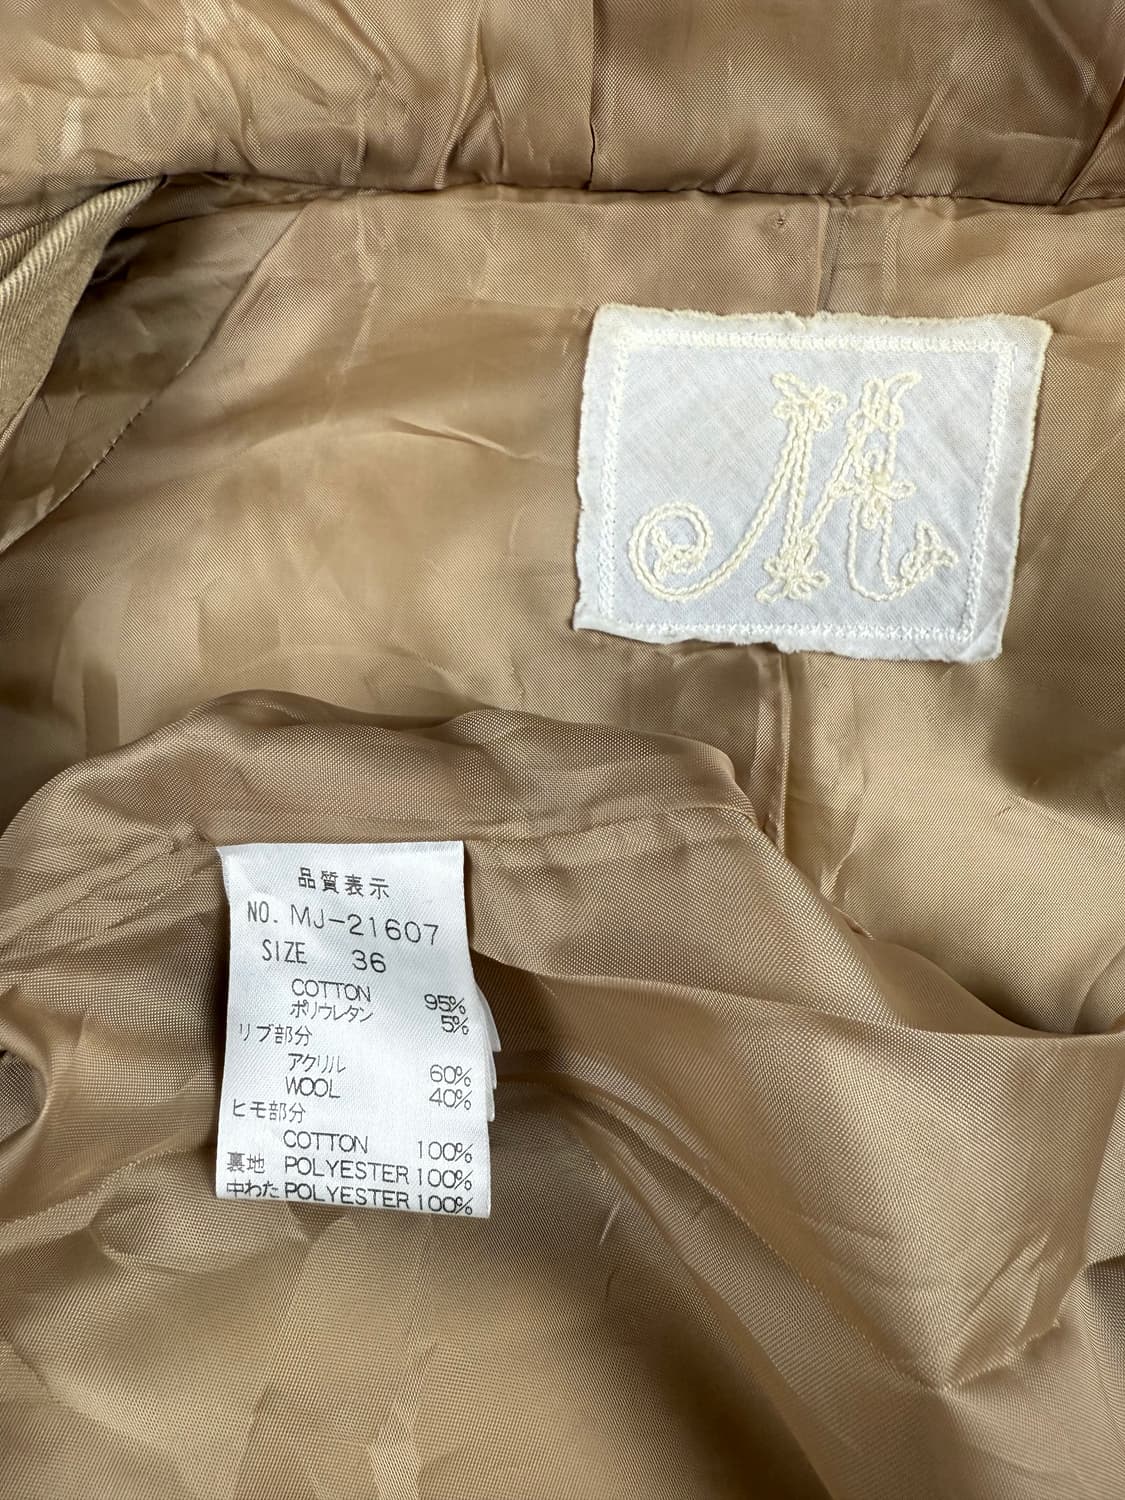 M
品質表示
NO. MJ-21607
SIZE 36
COTTON 95%
ポリウレタン 5%
リブ部分
アクリル 60%
WOOL 40%
ヒモ部分
COTTON 100%
裏地 POLYESTER 100%
中わた POLYESTER 100%